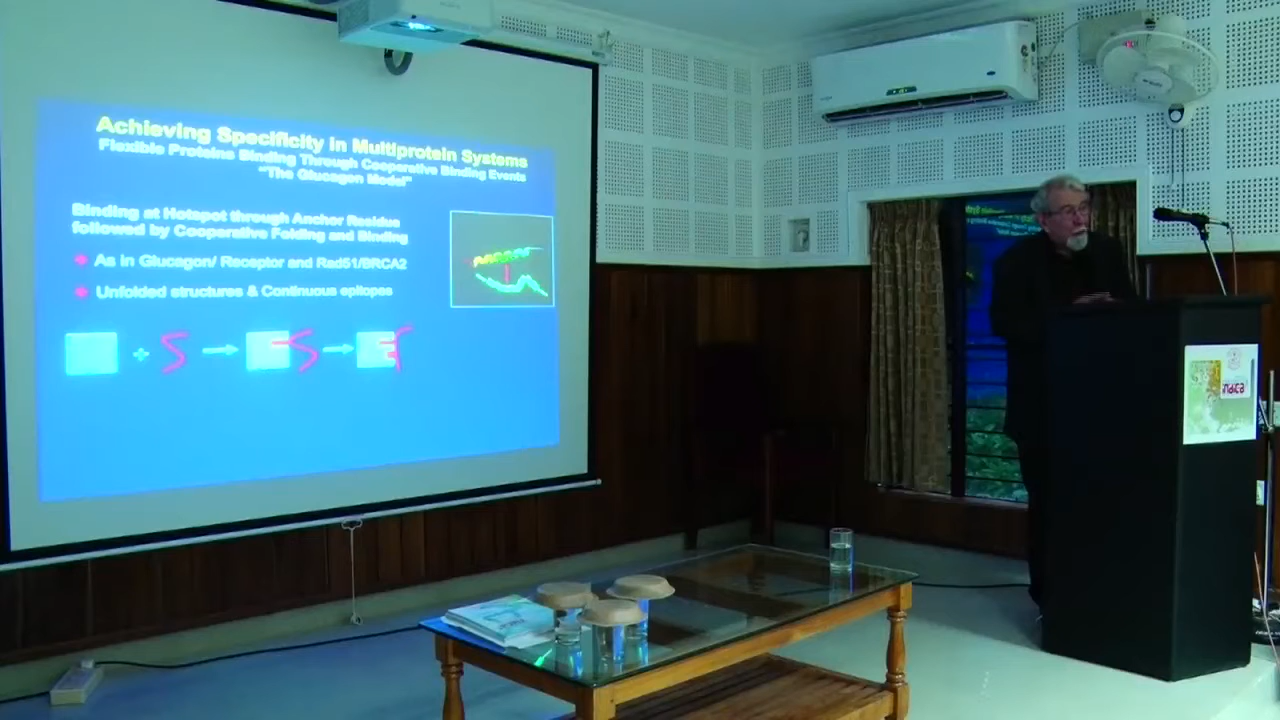 Achieving Specificity in Multiprotein Systems
Flexible Proteins Binding Through Cooperative Binding Events
"The Glucagon Model"
Binding at Hotspot through Anchor Residue
followed by Cooperative Folding and Binding
As in Glucagon/ Receptor and Rad51/BRCA2
Unfolded structures & Continuous epitopes
+